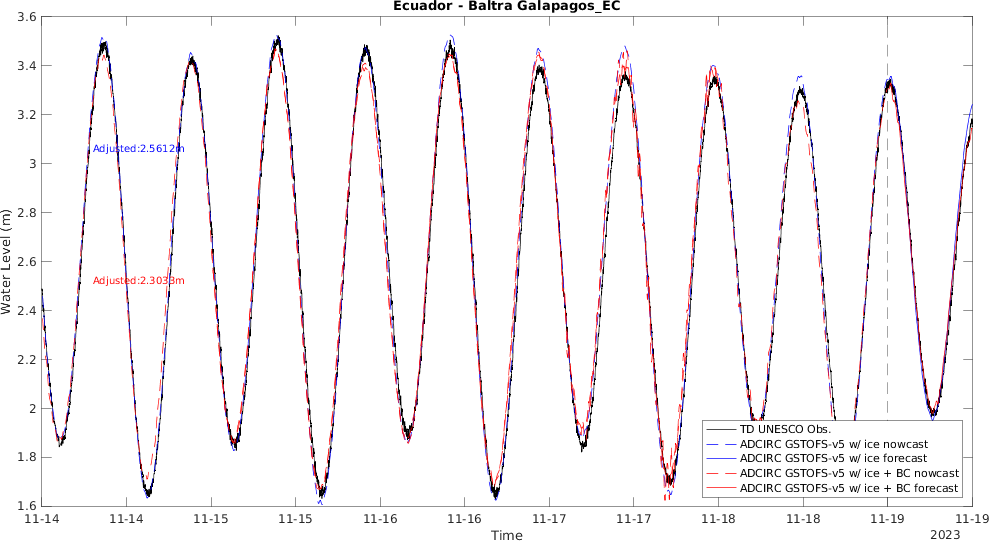 Ecuador - Baltra Galapagos_EC
3.6
3.4
3.2
3
2.8
2.6
2.4
2.2
2
1.8
1.6
Water Level (m)
Adjusted:2.5612m
Adjusted:2.3033m
TD UNESCO Obs.
ADCIRC GSTOFS-v5 w/ ice nowcast
ADCIRC GSTOFS-v5 w/ ice forecast
ADCIRC GSTOFS-v5 w/ ice + BC nowcast
ADCIRC GSTOFS-v5 w/ ice + BC forecast
11-14 11-14 11-15 11-15 11-16 11-16 11-17 11-17 11-18 11-18 11-19 11-19
Time
2023